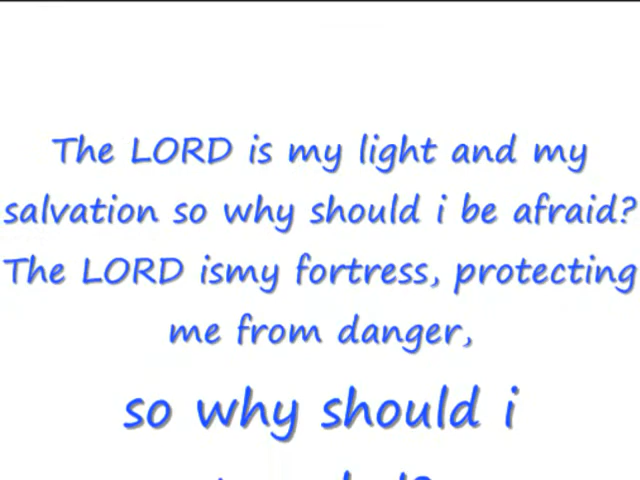 The LORD is my light and my
salvation so why should i be afraid?
The LORD ismy fortress, protecting
me from danger,
so why should i